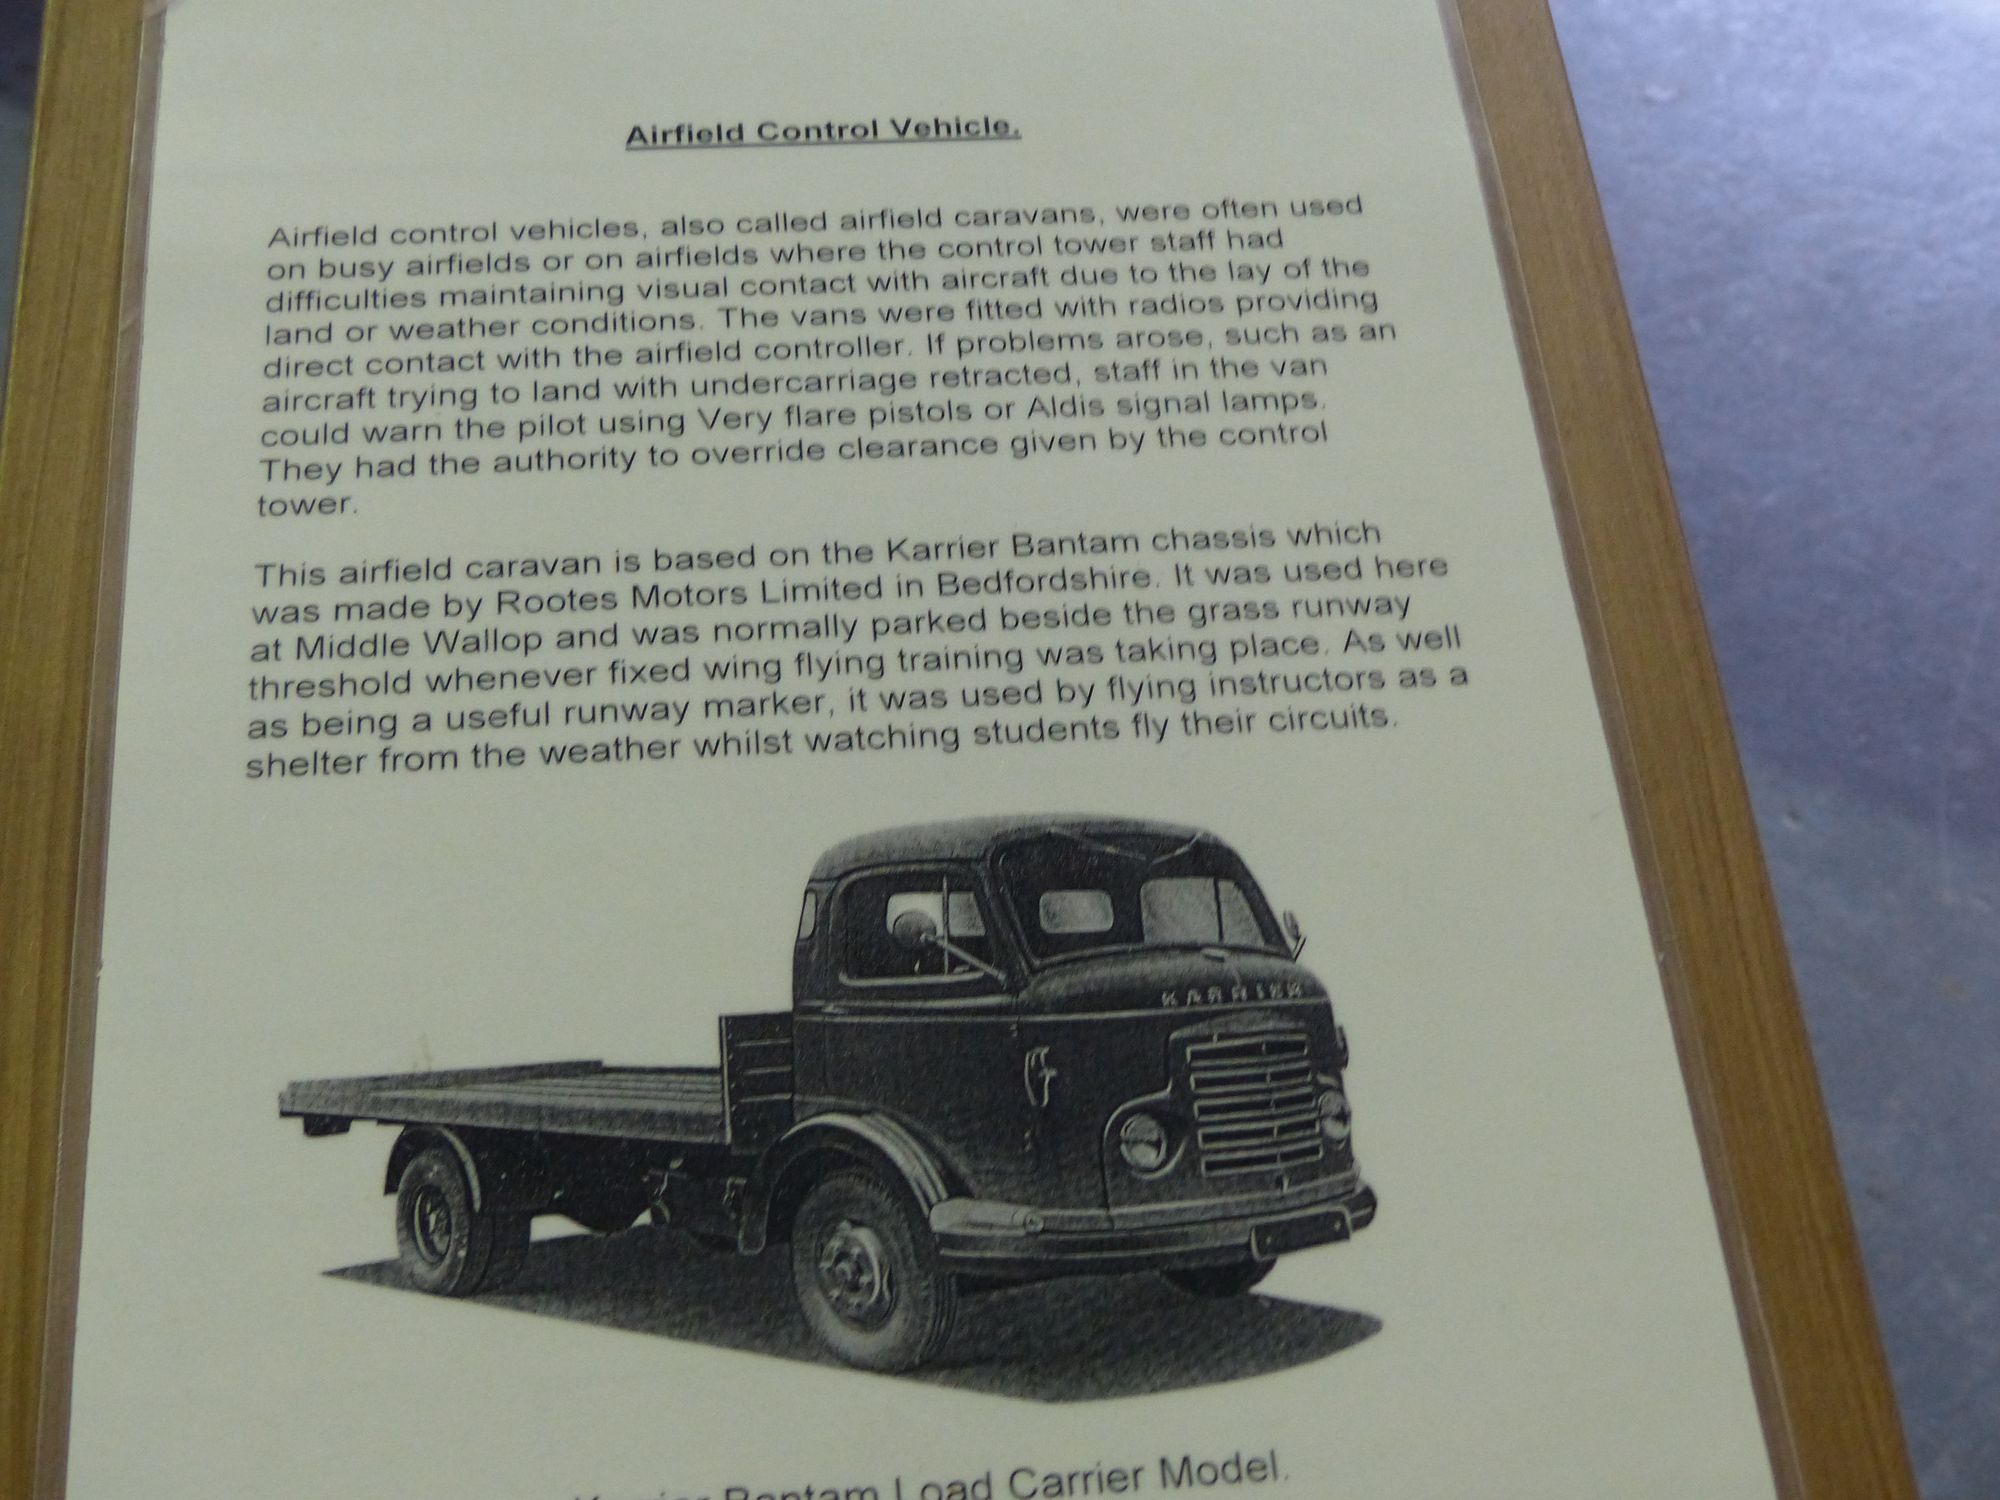 Airfield Control Vehicle.
Airfield control vehicles, also called airfield caravans, were often used
on busy airfields or on airfields where the control tower staff had
difficulties maintaining visual contact with aircraft due to the lay of the
land or weather conditions. The vans were fitted with radios providing
direct contact with the airfield controller. If problems arose, such as an
aircraft trying to land with undercarriage retracted, staff in the van
could warn the pilot using Very flare pistols or Aldis signal lamps.
They had the authority to override clearance given by the control
tower.
This airfield caravan is based on the Karrier Bantam chassis which
was made by Rootes Motors Limited in Bedfordshire. It was used here
at Middle Wallop and was normally parked beside the grass runway
threshold whenever fixed wing flying training was taking place. As well
as being a useful runway marker, it was used by flying instructors as a
shelter from the weather whilst watching students fly their circuits.
KARRIER
Karrier Bantam Load Carrier Model.